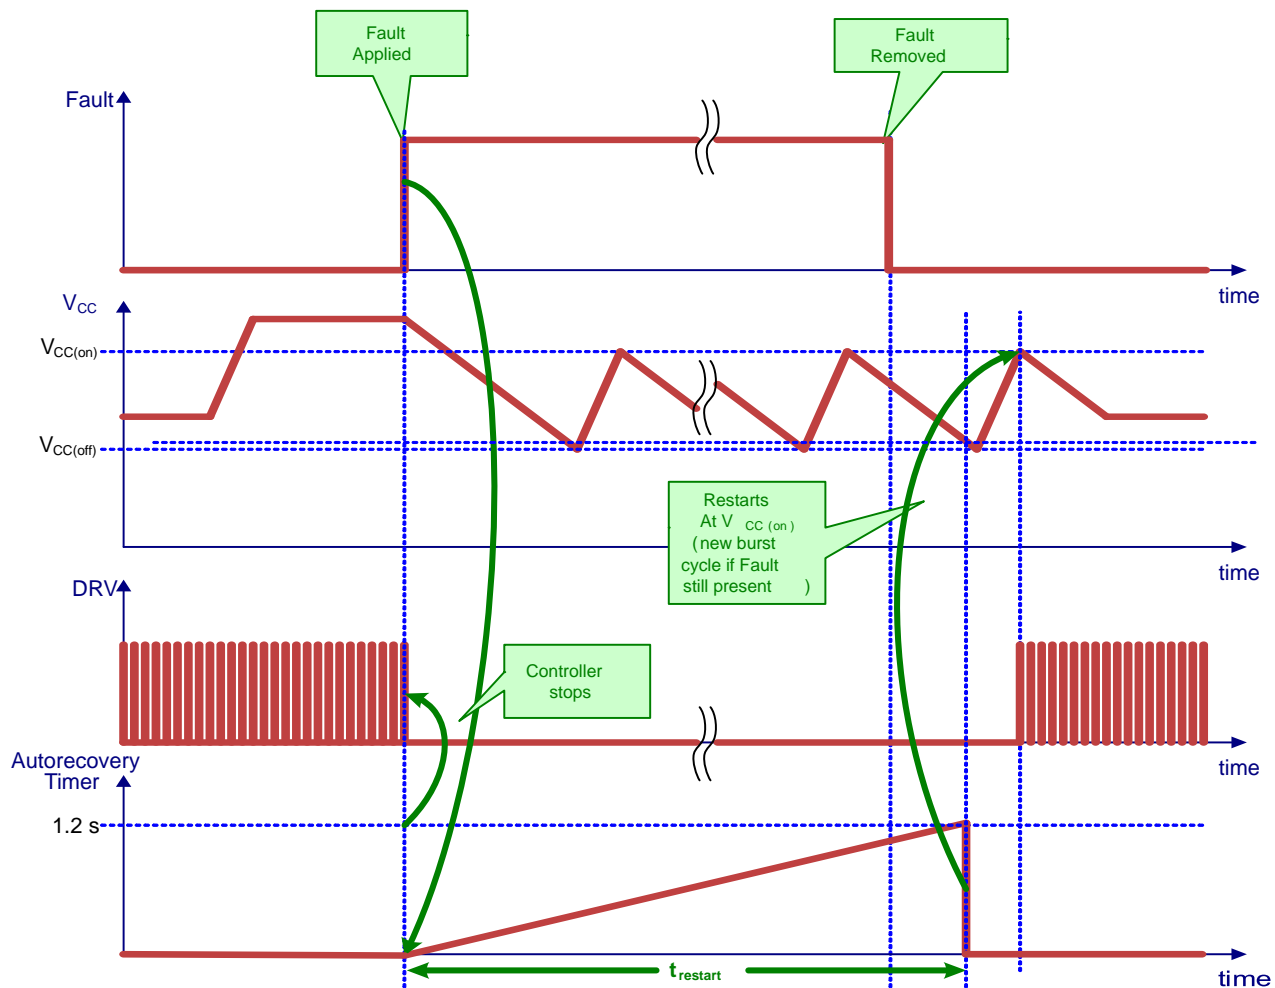 Fault
Applied
Fault
Removed
Fault
time
VCC
VCC(on)
VCC(off)
Restarts
At V CC (on)
(new burst
cycle if Fault
still present )
time
DRV
Controller
stops
time
Autorecovery
Timer
1.2 s
trestart
time